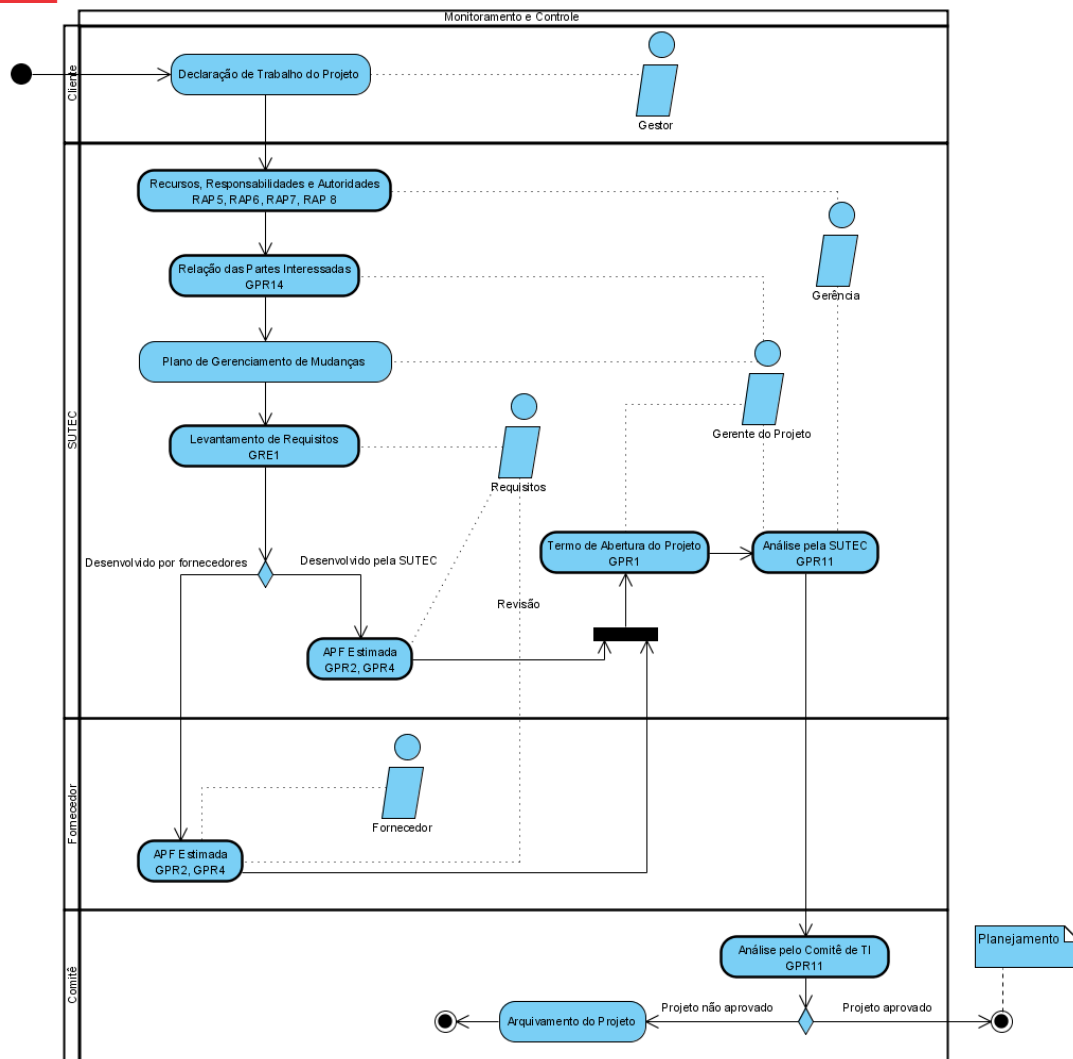 Monitoramento e Controle
Cliente
Declaração de Trabalho do Projeto
Gestor
SUTEC
Recursos, Responsabilidades e Autoridades
RAP5, RAP6, RAP7, RAP 8
Gerência
Relação das Partes Interessadas
GPR14
Plano de Gerenciamento de Mudanças
Gerente do Projeto
Levantamento de Requisitos
GRE1
Requisitos
Desenvolvido por fornecedores
Desenvolvido pela SUTEC
Termo de Abertura do Projeto
GPR1
Análise pela SUTEC
GPR11
Revisão
APF Estimada
GPR2, GPR4
Fornecedor
Fornecedor
APF Estimada
GPR2, GPR4
Comitê
Análise pelo Comitê de TI
GPR11
Planejamento
Projeto não aprovado
Projeto aprovado
Arquivamento do Projeto